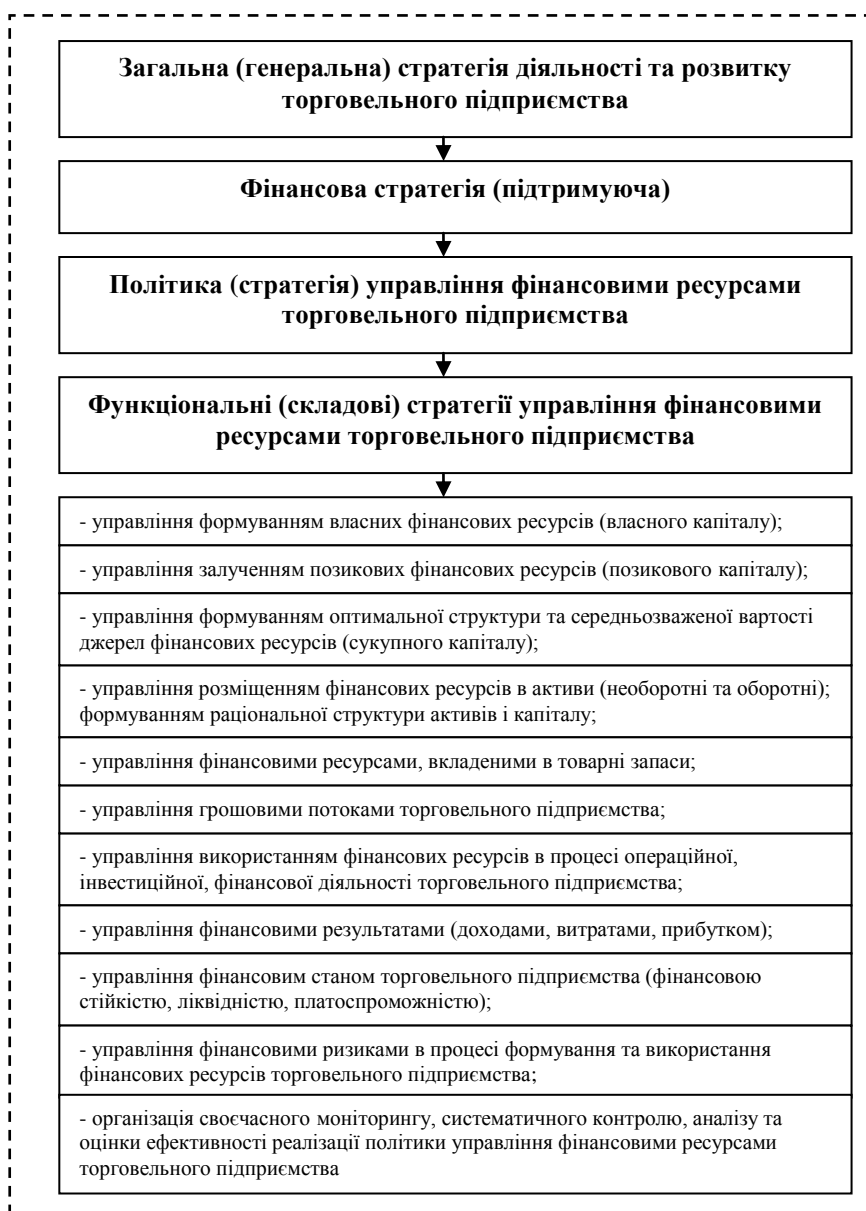 Загальна (генеральна) стратегія діяльності та розвитку
торговельного підприємства
Фінансова стратегія (підтримуюча)
Політика (стратегія) управління фінансовими ресурсами
торговельного підприємства
Функціональні (складові) стратегії управління фінансовими
ресурсами торговельного підприємства
- управління формуванням власних фінансових ресурсів (власного капіталу);
- управління залученням позикових фінансових ресурсів (позикового капіталу);
- управління формуванням оптимальної структури та середньозваженої вартості
джерел фінансових ресурсів (сукупного капіталу);
- управління розміщенням фінансових ресурсів в активи (необоротні та оборотні);
формуванням раціональної структури активів і капіталу;
- управління фінансовими ресурсами, вкладеними в товарні запаси;
- управління грошовими потоками торговельного підприємства;
- управління використанням фінансових ресурсів в процесі операційної,
інвестиційної, фінансової діяльності торговельного підприємства;
- управління фінансовими результатами (доходами, витратами, прибутком);
- управління фінансовим станом торговельного підприємства (фінансовою
стійкістю, ліквідністю, платоспроможністю);
- управління фінансовими ризиками в процесі формування та використання
фінансових ресурсів торговельного підприємства;
- організація своєчасного моніторингу, систематичного контролю, аналізу та
оцінки ефективності реалізації політики управління фінансовими ресурсами
торговельного підприємства